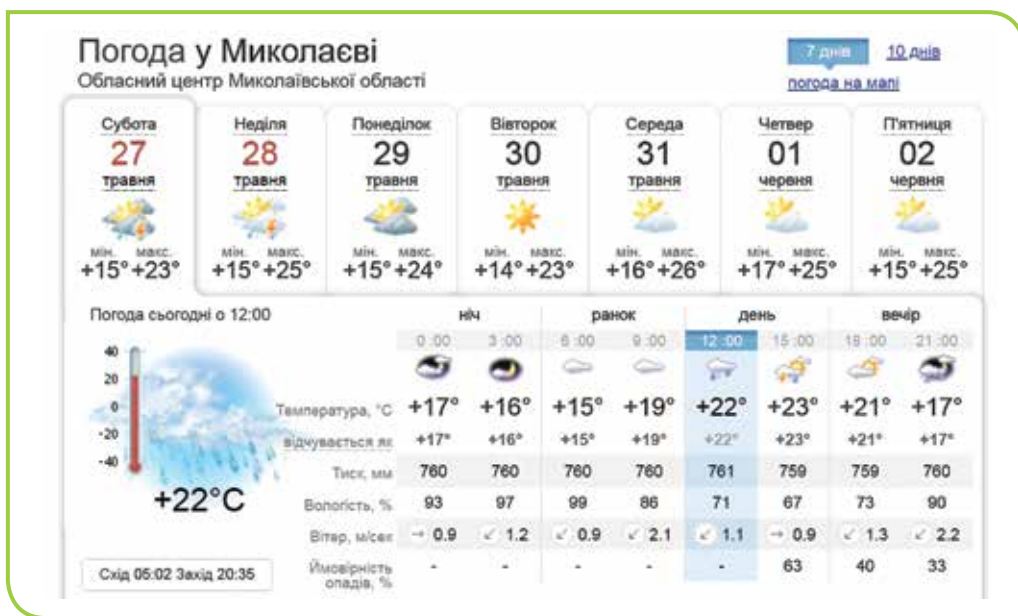 Погода у Миколаєві
Обласний центр Миколаївської області
7 днів 10 днів
погода на мапі
Субота Неділя Понеділок Вівторок Середа Четвер П'ятниця
27 28 29 30 31 01 02
травня травня травня травня травня червня червня
мін. макс. мін. макс. мін. макс. мін. макс. мін. макс. мін. макс. мін. макс.
+15° +23° +15° +25° +15° +24° +14° +23° +16° +26° +17° +25° +15° +25°
Погода сьогодні о 12:00 ніч ранок день вечір
0 :00 3 :00 6 :00 9 :00 12 :00 15 :00 18 :00 21 :00
40
20
0
-20
-40
+22°C
Температура, °C +17° +16° +15° +19° +22° +23° +21° +17°
відчувається як +17° +16° +15° +19° +22° +23° +21° +17°
Тиск, мм 760 760 760 760 761 759 759 760
Вологість, % 93 97 99 86 71 67 73 90
Вітер, м/сек → 0.9 ↙ 1.2 ↙ 0.9 ↙ 2.1 ↙ 1.1 → 0.9 ↙ 1.3 ↙ 2.2
Ймовірність опадів, % - - - - - 63 40 33
Схід 05:02 Захід 20:35